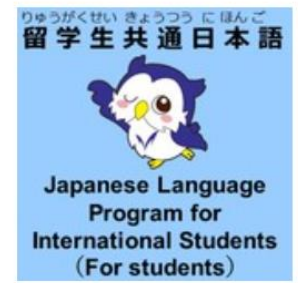 りゅうがくせい きょうつう に ほん ご
留学生共通日本語
Japanese Language
Program for
International Students
（For students）